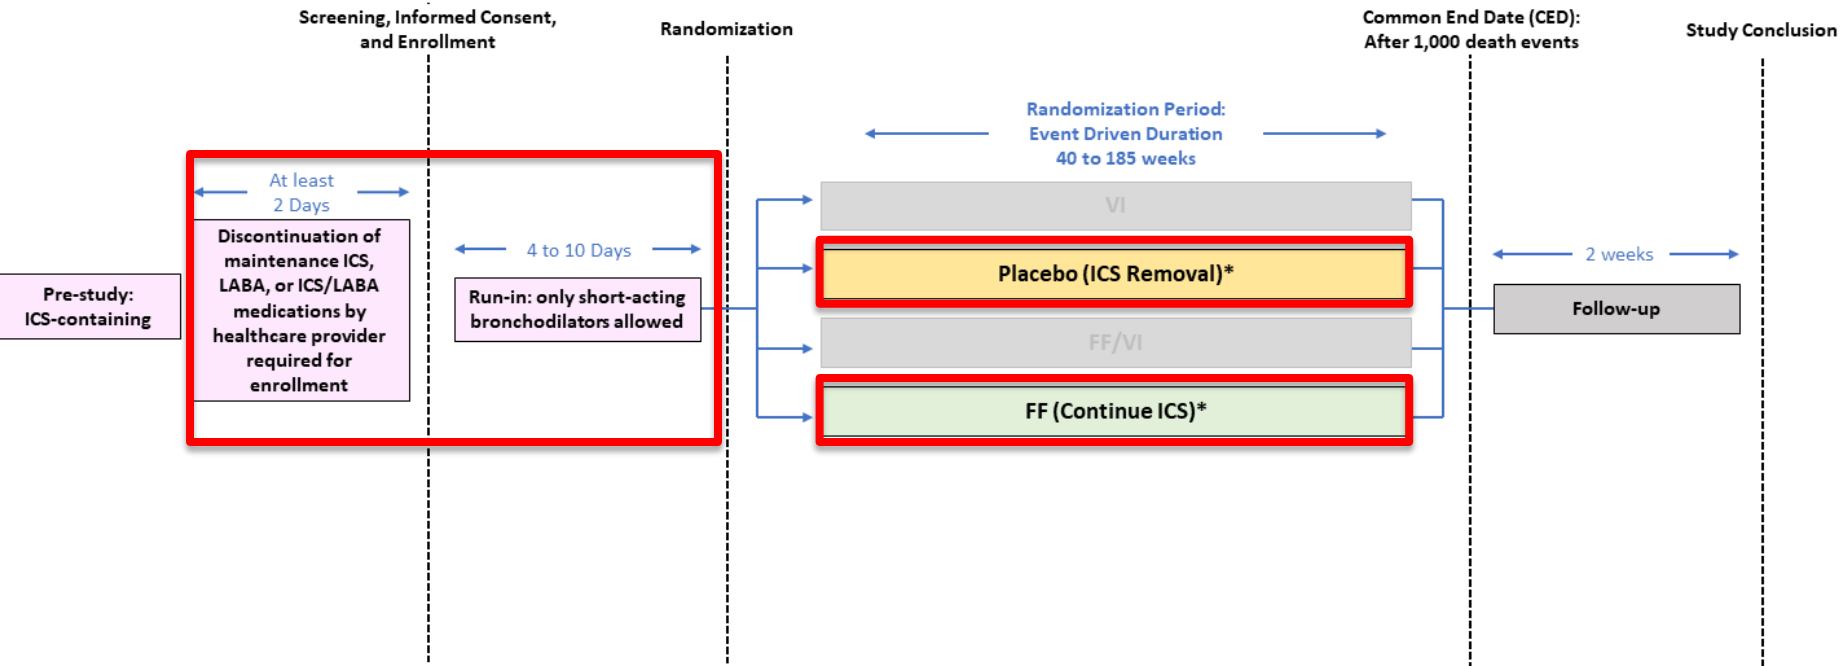 Screening, Informed Consent,
and Enrollment
Randomization
Common End Date (CED):
After 1,000 death events
Study Conclusion
Randomization Period:
Event Driven Duration
40 to 185 weeks
At least
2 Days
Pre-study:
ICS-containing
Discontinuation of
maintenance ICS,
LABA, or ICS/LABA
medications by
healthcare provider
required for
enrollment
4 to 10 Days
Run-in: only short-acting
bronchodilators allowed
VI
Placebo (ICS Removal)*
FF/VI
FF (Continue ICS)*
2 weeks
Follow-up